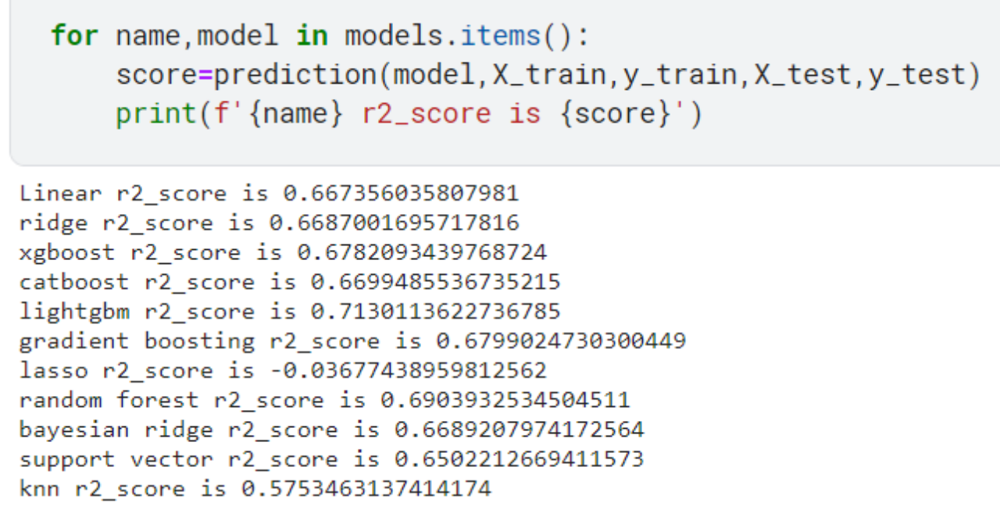 for name,model in models.items():
    score=prediction(model,X_train,y_train,X_test,y_test)
    print(f'{name} r2_score is {score}')
Linear r2_score is 0.667356035807981
ridge r2_score is 0.6687001695717816
xgboost r2_score is 0.6782093439768724
catboost r2_score is 0.6699485536735215
lightgbm r2_score is 0.7130113622736785
gradient boosting r2_score is 0.6799024730300449
lasso r2_score is -0.03677438959812562
random forest r2_score is 0.6903932534504511
bayesian ridge r2_score is 0.6689207974172564
support vector r2_score is 0.6502212669411573
knn r2_score is 0.5753463137414174